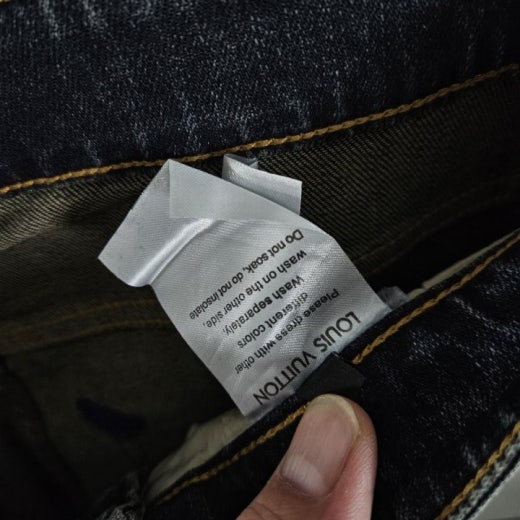 LOUIS VUITTON
Please dress with other
different colors
Wash separately,
wash on the other side.
Do not soak, do not insolate